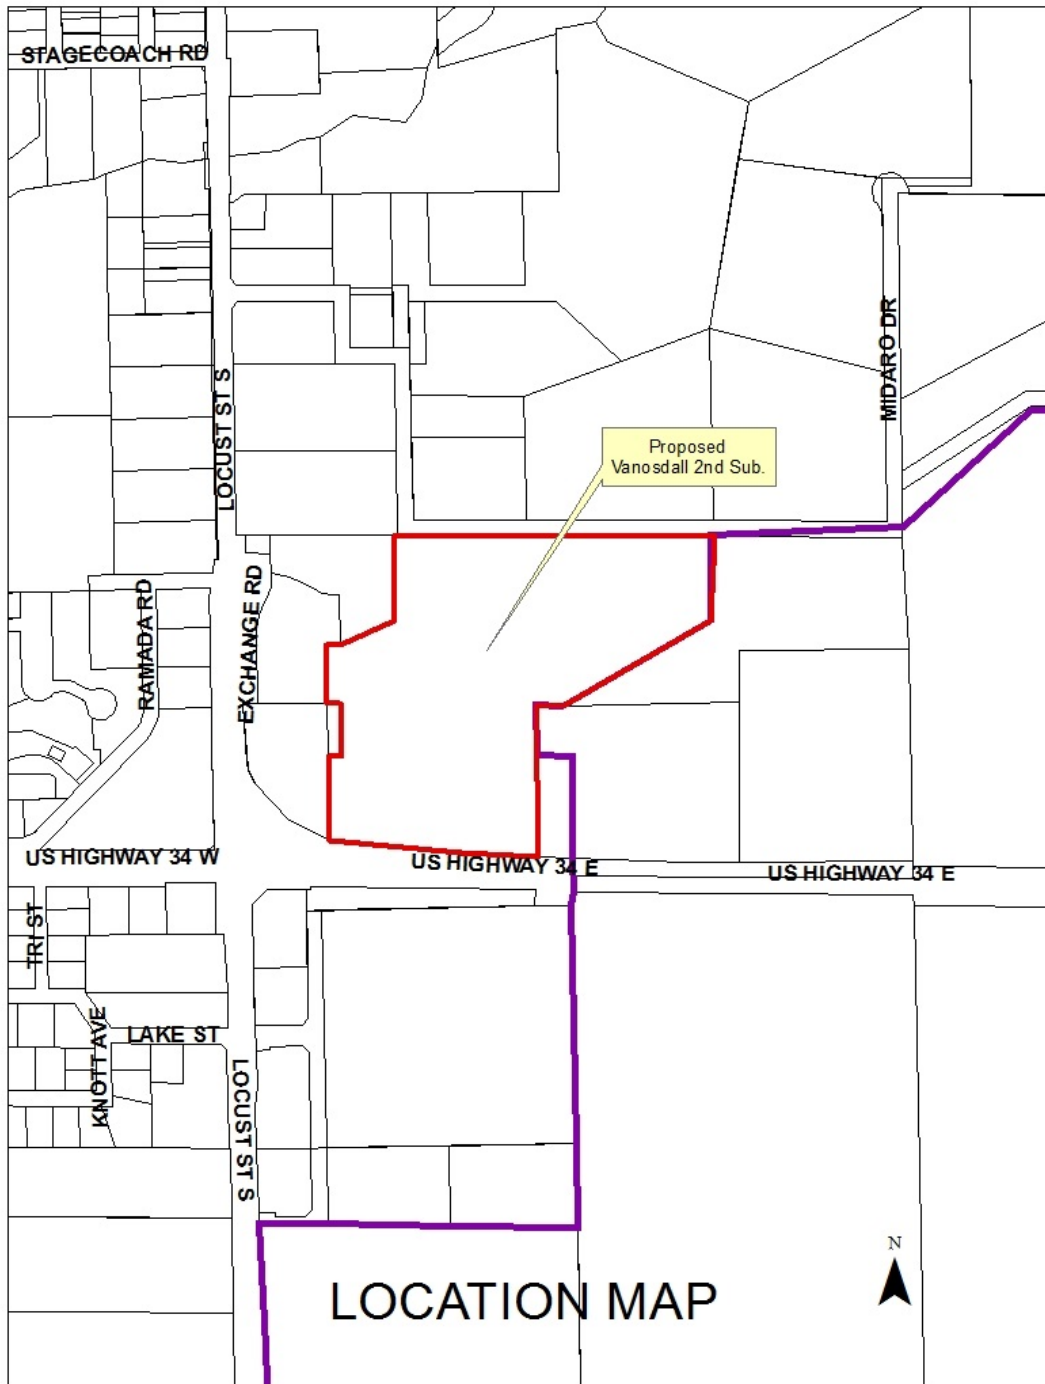 STAGECOACH RD
MIDARO DR
LOCUST ST S
Proposed
Vanosdall 2nd Sub.
EXCHANGE RD
RAMADA RD
US HIGHWAY 34 W
US HIGHWAY 34 E
US HIGHWAY 34 E
TRI ST
KNOTT AVE
LAKE ST
LOCUST ST S
N
LOCATION MAP